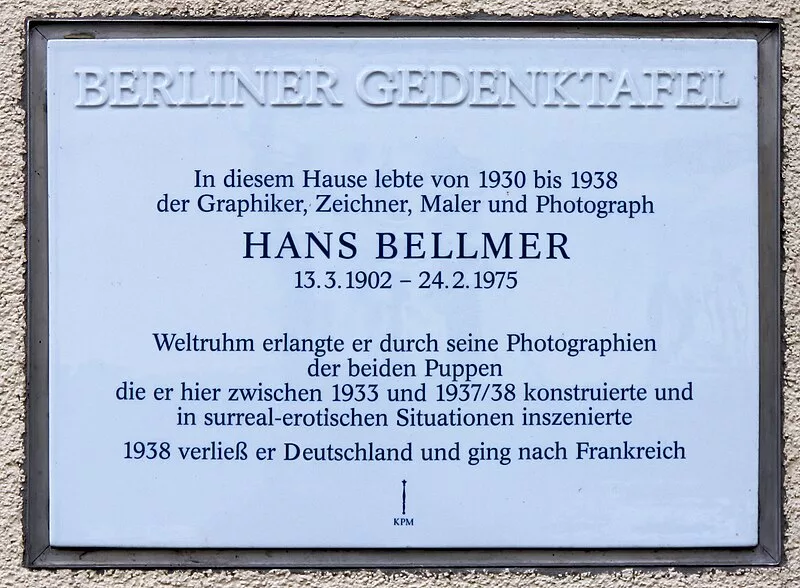 BERLINER GEDENKTAFEL
In diesem Hause lebte von 1930 bis 1938
der Graphiker, Zeichner, Maler und Photograph
HANS BELLMER
13.3.1902 – 24.2.1975
Weltruhm erlangte er durch seine Photographien
der beiden Puppen
die er hier zwischen 1933 und 1937/38 konstruierte und
in surreal-erotischen Situationen inszenierte
1938 verließ er Deutschland und ging nach Frankreich
KPM